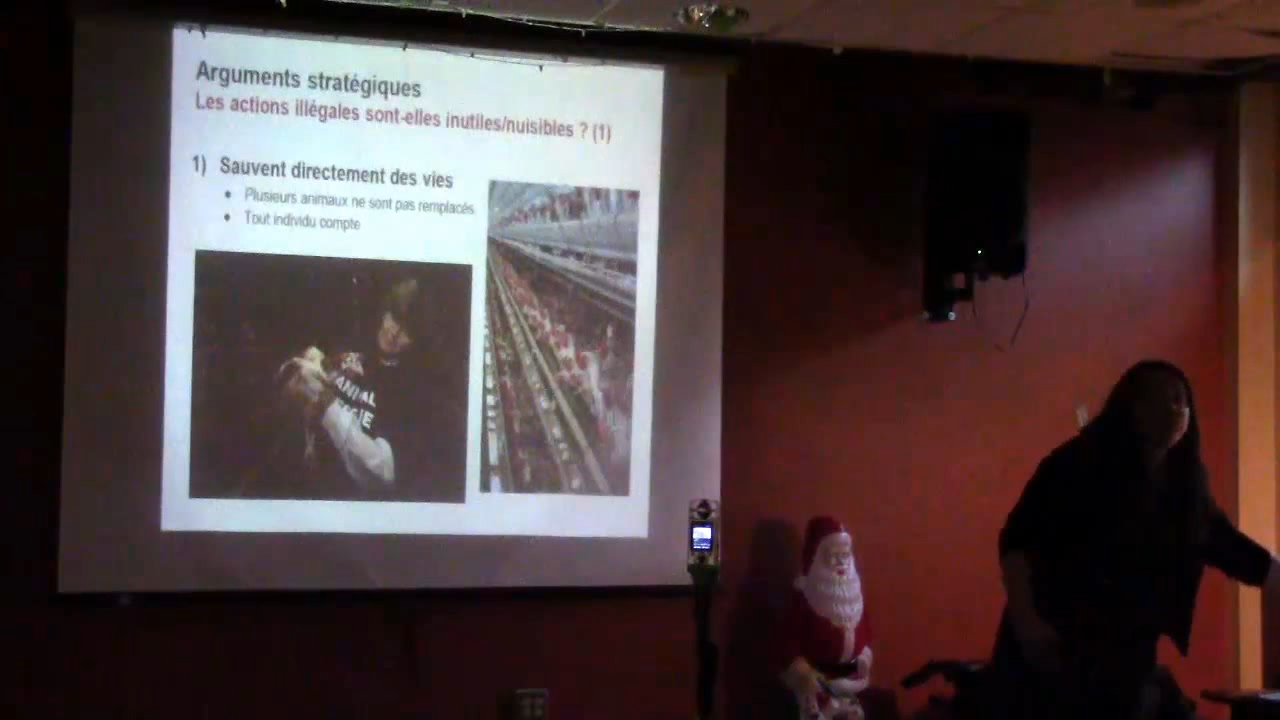 Arguments stratégiques
Les actions illégales sont-elles inutiles/nuisibles ? (1)
1) Sauvent directement des vies
• Plusieurs animaux ne sont pas remplacés
• Tout individu compte